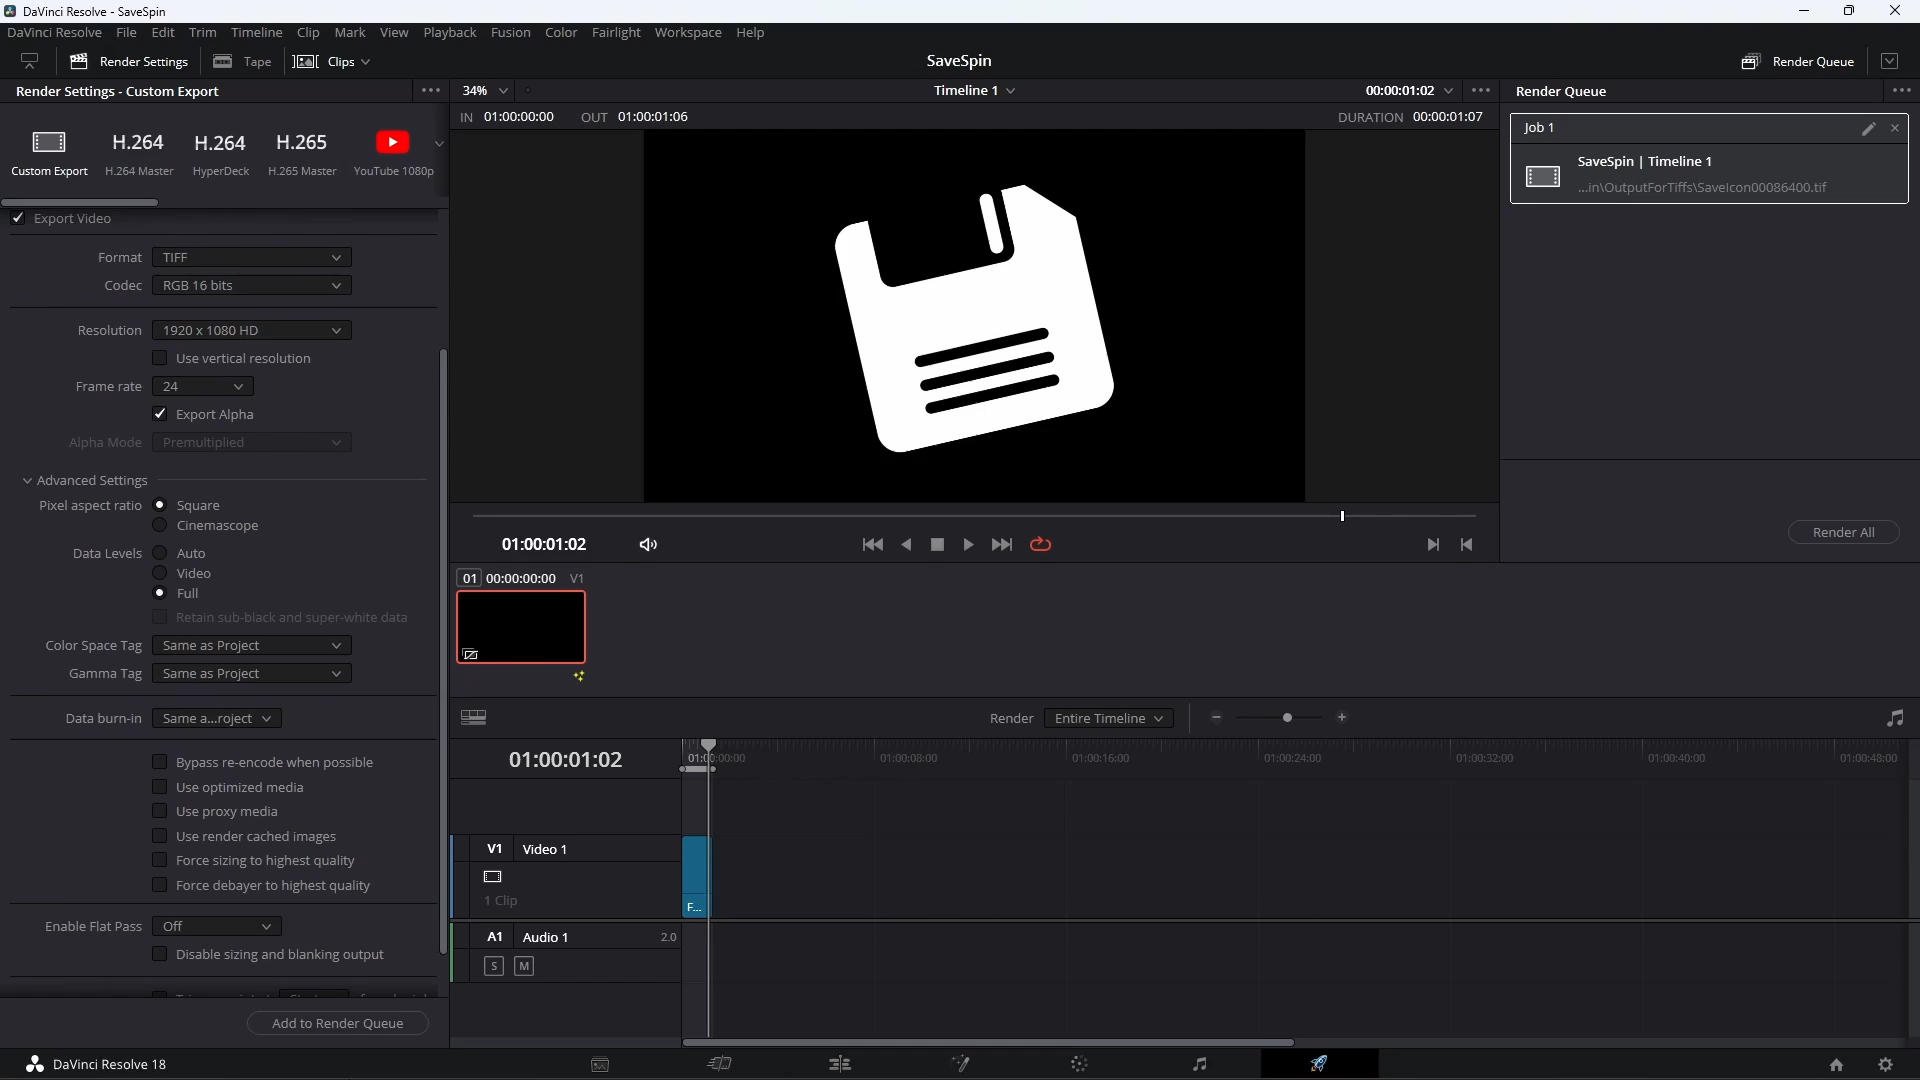 DaVinci Resolve - SaveSpin
DaVinci Resolve File Edit Trim Timeline Clip Mark View Playback Fusion Color Fairlight Workspace Help
Render Settings Tape Clips SaveSpin Render Queue
Render Settings - Custom Export 34% Timeline 1 00:00:01:02 Render Queue
IN 01:00:00:00 OUT 01:00:01:06 DURATION 00:00:01:07
H.264 H.264 H.265
Custom Export H.264 Master HyperDeck H.265 Master YouTube 1080p
Job 1
SaveSpin | Timeline 1
...in\OutputForTiffs\SaveIcon00086400.tif
Export Video
Format TIFF
Codec RGB 16 bits
Resolution 1920 x 1080 HD
Use vertical resolution
Frame rate 24
Export Alpha
Alpha Mode Premultiplied
Advanced Settings
Pixel aspect ratio Square
Cinemascope
Data Levels Auto
Video
Full
Retain sub-black and super-white data
Color Space Tag Same as Project
Gamma Tag Same as Project
Data burn-in Same a...roject
Bypass re-encode when possible
Use optimized media
Use proxy media
Use render cached images
Force sizing to highest quality
Force debayer to highest quality
Enable Flat Pass Off
Disable sizing and blanking output
Add to Render Queue
01:00:01:02
Render All
01 00:00:00:00 V1
Render Entire Timeline
01:00:01:02 01:00:00:00 01:00:08:00 01:00:16:00 01:00:24:00 01:00:32:00 01:00:40:00 01:00:48:00
V1 Video 1
1 Clip
F...
A1 Audio 1 2.0
S M
DaVinci Resolve 18